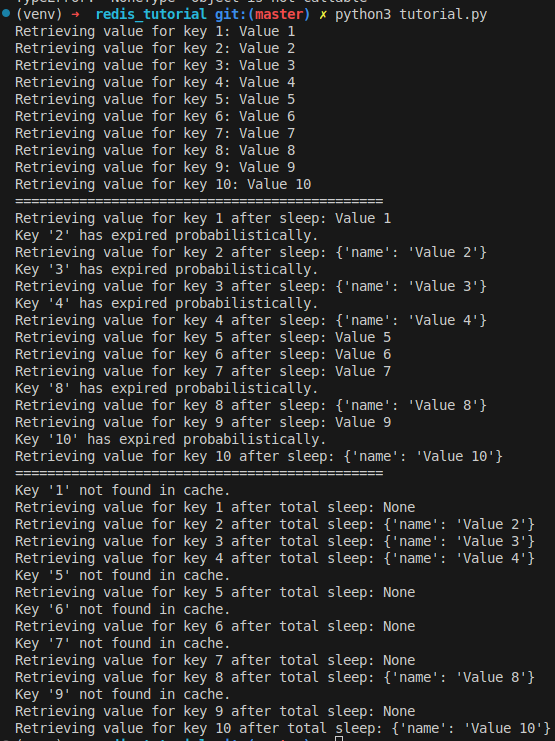 TypeError: 'NoneType' object is not callable
(venv) ➜  redis_tutorial git:(master) ✗ python3 tutorial.py
Retrieving value for key 1: Value 1
Retrieving value for key 2: Value 2
Retrieving value for key 3: Value 3
Retrieving value for key 4: Value 4
Retrieving value for key 5: Value 5
Retrieving value for key 6: Value 6
Retrieving value for key 7: Value 7
Retrieving value for key 8: Value 8
Retrieving value for key 9: Value 9
Retrieving value for key 10: Value 10
==============================================
Retrieving value for key 1 after sleep: Value 1
Key '2' has expired probabilistically.
Retrieving value for key 2 after sleep: {'name': 'Value 2'}
Key '3' has expired probabilistically.
Retrieving value for key 3 after sleep: {'name': 'Value 3'}
Key '4' has expired probabilistically.
Retrieving value for key 4 after sleep: {'name': 'Value 4'}
Retrieving value for key 5 after sleep: Value 5
Retrieving value for key 6 after sleep: Value 6
Retrieving value for key 7 after sleep: Value 7
Key '8' has expired probabilistically.
Retrieving value for key 8 after sleep: {'name': 'Value 8'}
Retrieving value for key 9 after sleep: Value 9
Key '10' has expired probabilistically.
Retrieving value for key 10 after sleep: {'name': 'Value 10'}
==============================================
Key '1' not found in cache.
Retrieving value for key 1 after total sleep: None
Retrieving value for key 2 after total sleep: {'name': 'Value 2'}
Retrieving value for key 3 after total sleep: {'name': 'Value 3'}
Retrieving value for key 4 after total sleep: {'name': 'Value 4'}
Key '5' not found in cache.
Retrieving value for key 5 after total sleep: None
Key '6' not found in cache.
Retrieving value for key 6 after total sleep: None
Key '7' not found in cache.
Retrieving value for key 7 after total sleep: None
Retrieving value for key 8 after total sleep: {'name': 'Value 8'}
Key '9' not found in cache.
Retrieving value for key 9 after total sleep: None
Retrieving value for key 10 after total sleep: {'name': 'Value 10'}